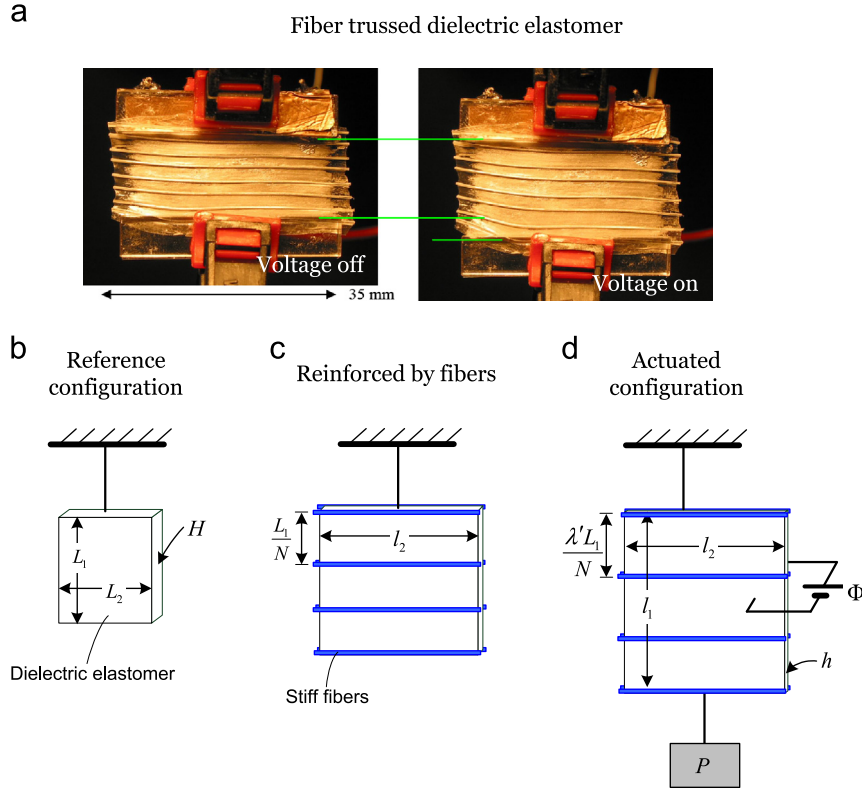 a
Fiber trussed dielectric elastomer
Voltage off
Voltage on
35 mm
b
Reference
configuration
H
L₁
L₂
Dielectric elastomer
c
Reinforced by fibers
L₁
N
l₂
Stiff fibers
d
Actuated
configuration
λ'L₁
N
l₂
l₁
Φ
h
P